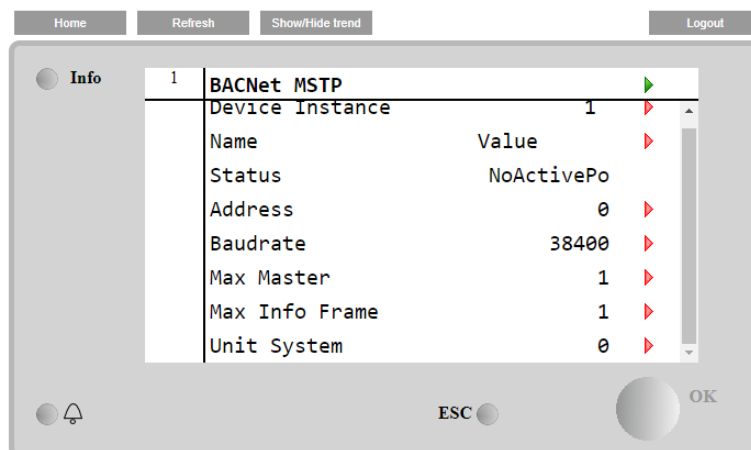 Home Refresh Show/Hide trend Logout
Info 1 BACNet MSTP
Device Instance 1
Name Value
Status NoActivePo
Address 0
Baudrate 38400
Max Master 1
Max Info Frame 1
Unit System 0
ESC OK